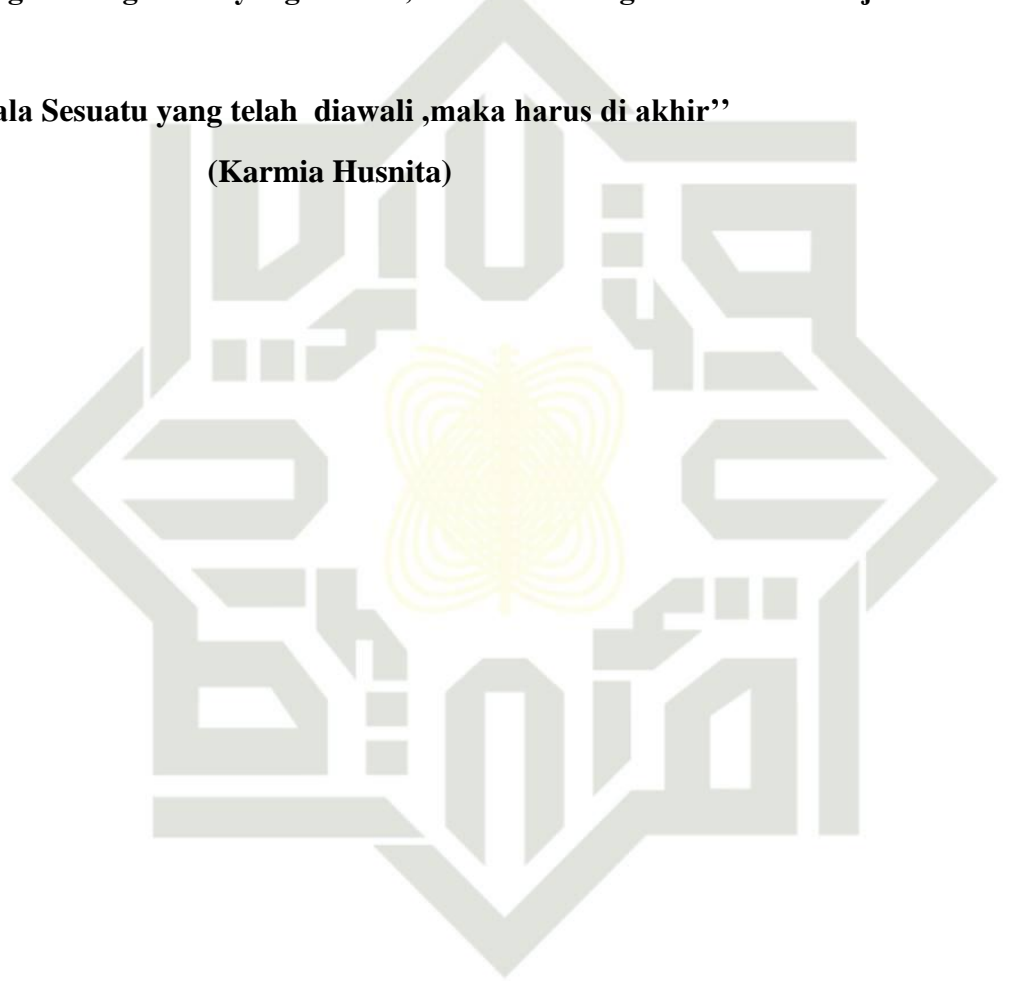 ala Sesuatu yang telah  diawali ,maka harus di akhir’’
(Karmia Husnita)